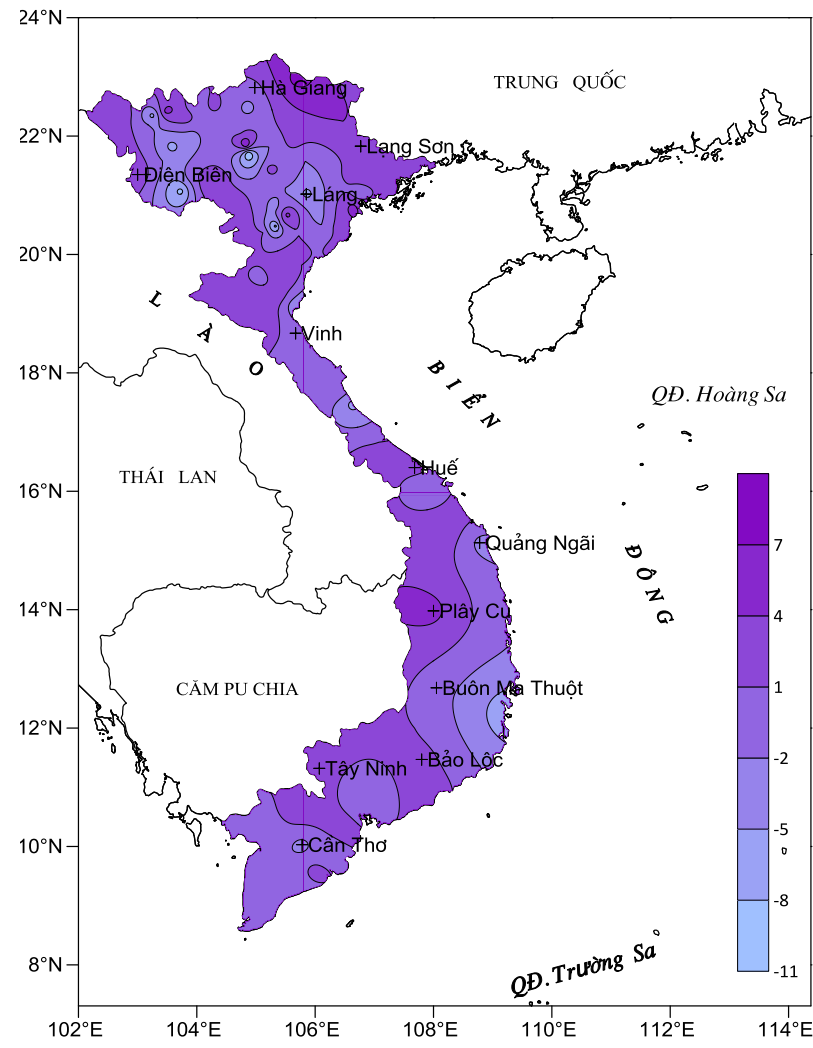 24°N
TRUNG QUỐC
Hà Giang
22°N
Lạng Sơn
Điện Biên
Láng
20°N
L À O
Vinh
18°N
BIỂN
QĐ. Hoàng Sa
THÁI LAN
Huế
16°N
Quảng Ngãi
7
ĐÔNG
14°N
Plây Cu
4
CĂM PU CHIA
Buôn Ma Thuột
1
12°N
Bảo Lộc
Tây Ninh
-2
10°N
Cần Thơ
-5
-8
8°N
QĐ. Trường Sa
-11
102°E 104°E 106°E 108°E 110°E 112°E 114°E